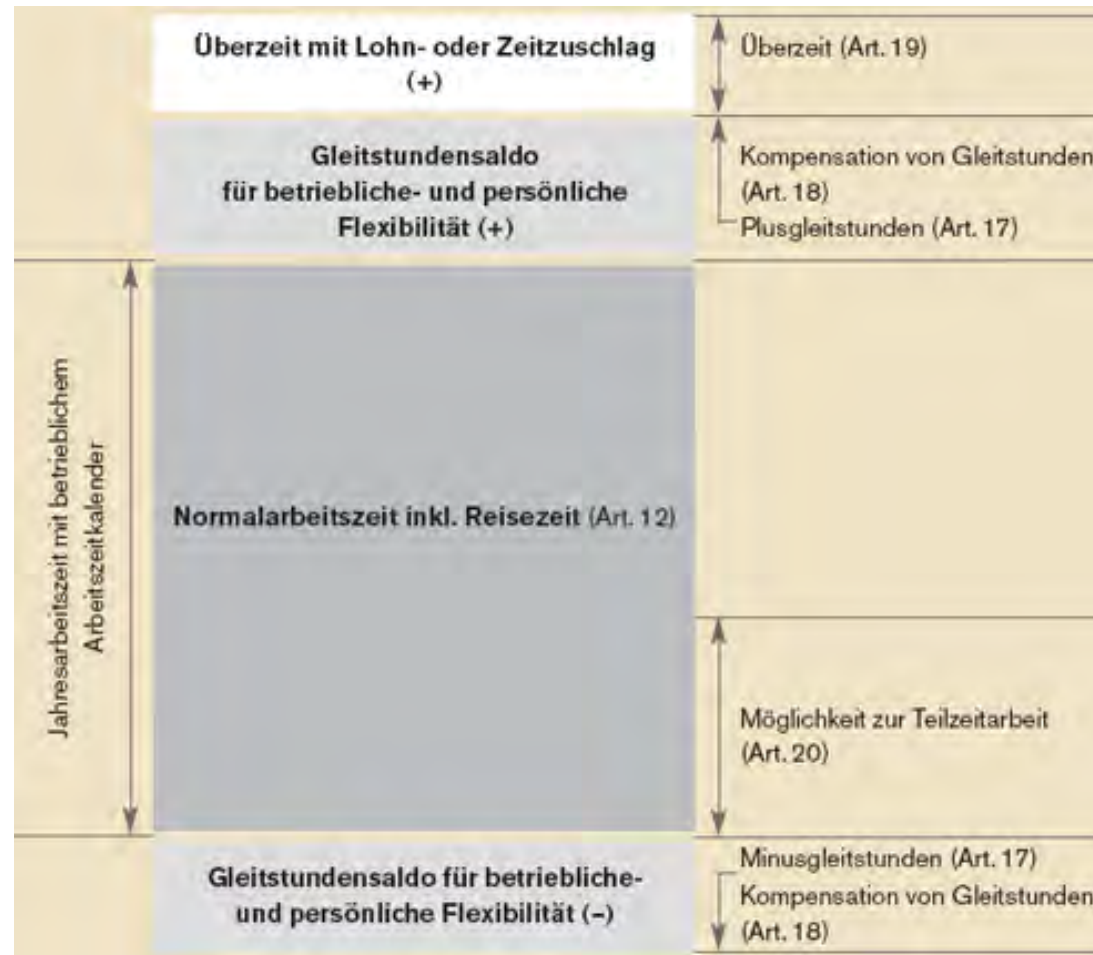 Überzeit mit Lohn- oder Zeitzuschlag
(+)
Überzeit (Art. 19)
Gleitstundensaldo
für betriebliche- und persönliche
Flexibilität (+)
Kompensation von Gleitstunden
(Art. 18)
Plusgleitstunden (Art. 17)
Jahresarbeitszeit mit betrieblichem
Arbeitszeitkalender
Normalarbeitszeit inkl. Reisezeit (Art. 12)
Möglichkeit zur Teilzeitarbeit
(Art. 20)
Gleitstundensaldo für betriebliche-
und persönliche Flexibilität (–)
Minusgleitstunden (Art. 17)
Kompensation von Gleitstunden
(Art. 18)